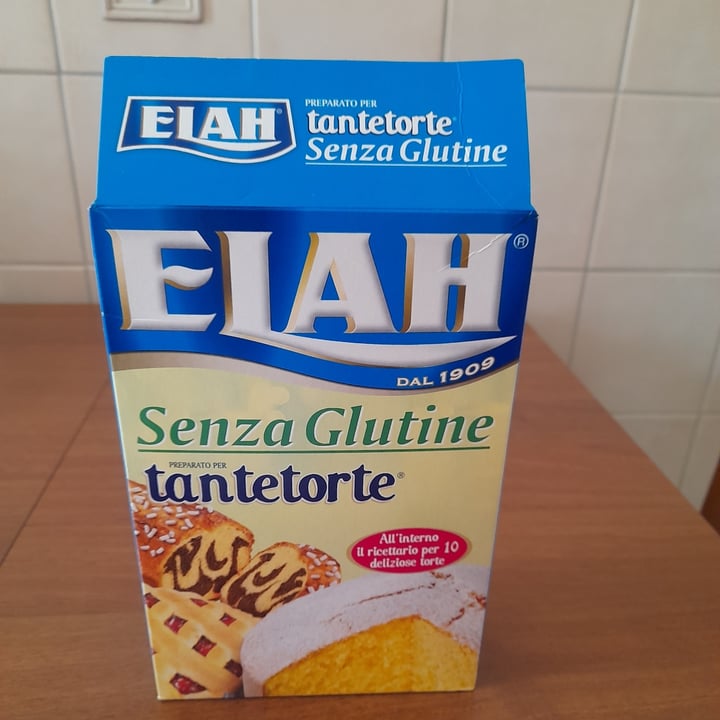 ELAH®
PREPARATO PER
tantetorte®
Senza Glutine
ELAH®
DAL 1909
Senza Glutine
PREPARATO PER
tantetorte®
All'interno
il ricettario per 10
deliziose torte